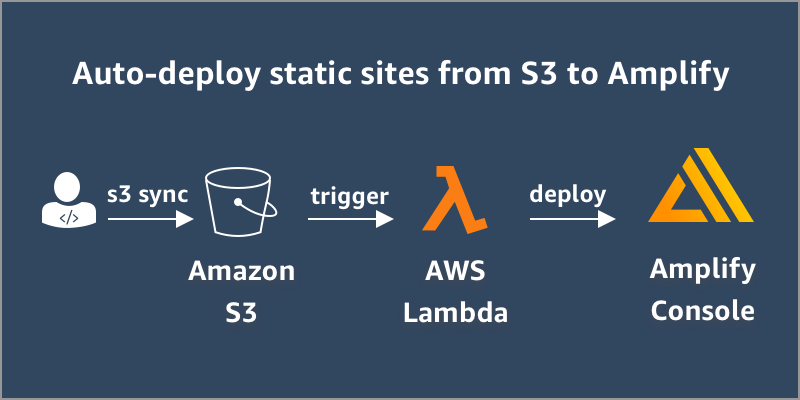 Auto-deploy static sites from S3 to Amplify
s3 sync
trigger
deploy
</>
Amazon
S3
AWS
Lambda
Amplify
Console